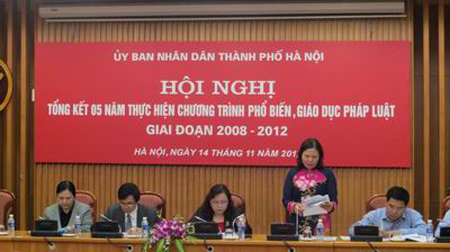 ỦY BAN NHÂN DÂN THÀNH PHỐ HÀ NỘI
HỘI NGHỊ
TỔNG KẾT 05 NĂM THỰC HIỆN CHƯƠNG TRÌNH PHỔ BIẾN, GIÁO DỤC PHÁP LUẬT
GIAI ĐOẠN 2008 - 2012
HÀ NỘI, NGÀY 14 THÁNG 11 NĂM